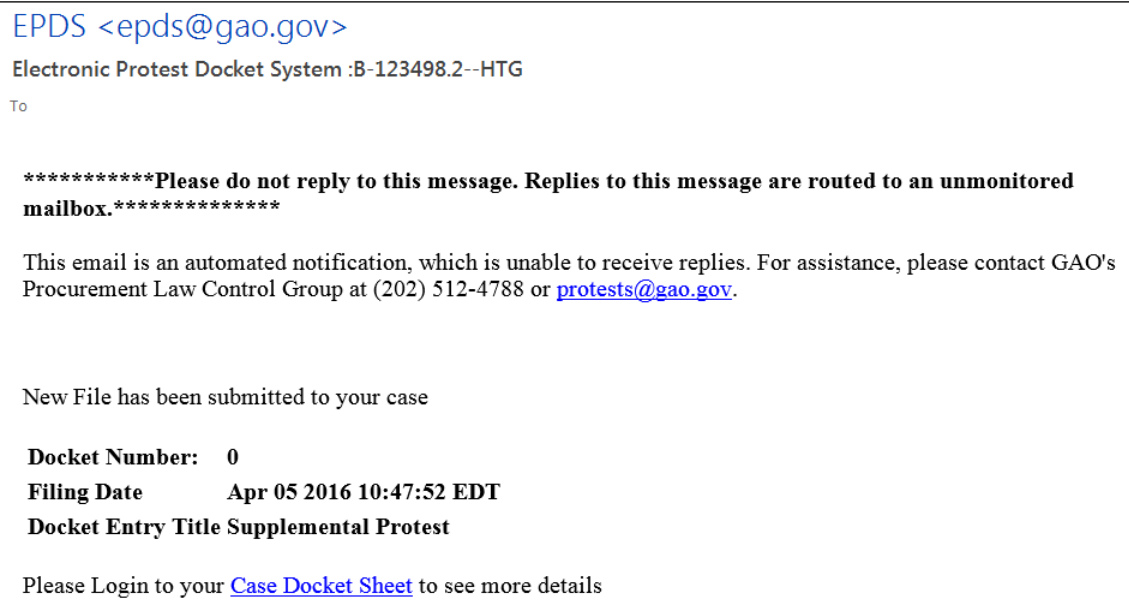 EPDS <epds@gao.gov>
Electronic Protest Docket System :B-123498.2--HTG
To
***********Please do not reply to this message. Replies to this message are routed to an unmonitored
mailbox.**************
This email is an automated notification, which is unable to receive replies. For assistance, please contact GAO's
Procurement Law Control Group at (202) 512-4788 or protests@gao.gov.
New File has been submitted to your case
Docket Number: 0
Filing Date Apr 05 2016 10:47:52 EDT
Docket Entry Title Supplemental Protest
Please Login to your Case Docket Sheet to see more details